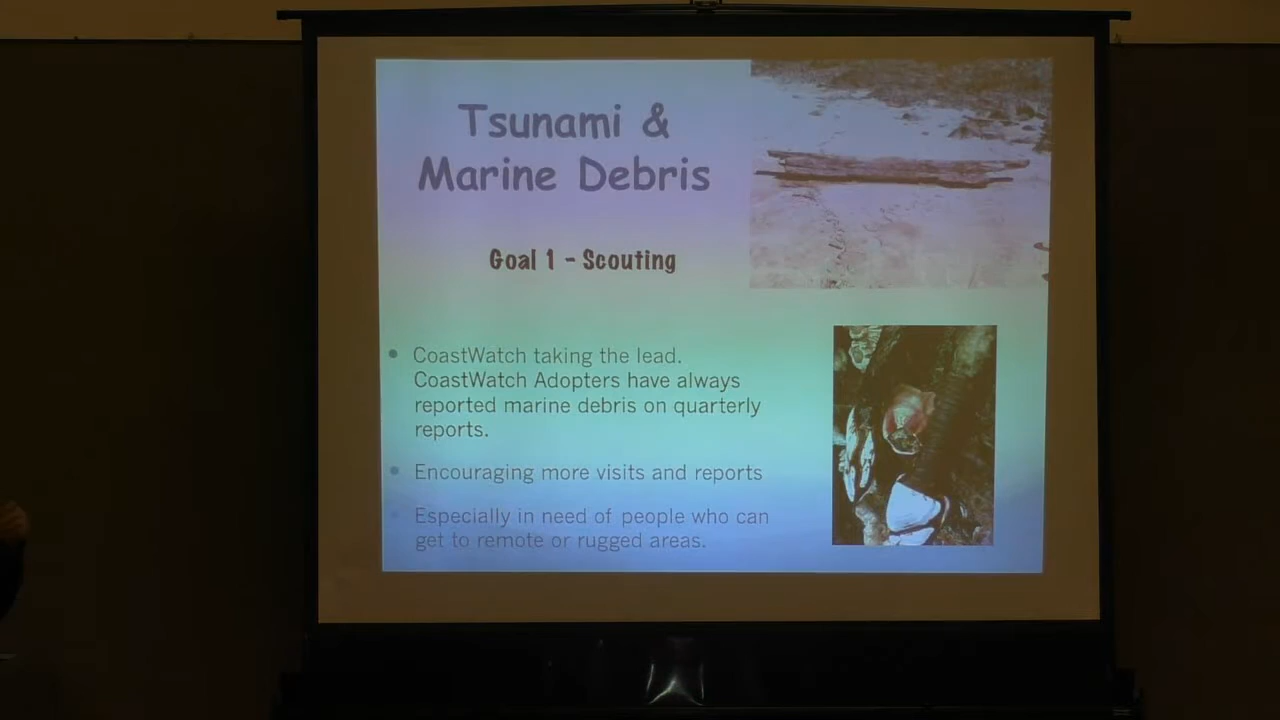 Tsunami &
Marine Debris
Goal 1 - Scouting
• CoastWatch taking the lead.
CoastWatch Adopters have always
reported marine debris on quarterly
reports.
• Encouraging more visits and reports
• Especially in need of people who can
get to remote or rugged areas.